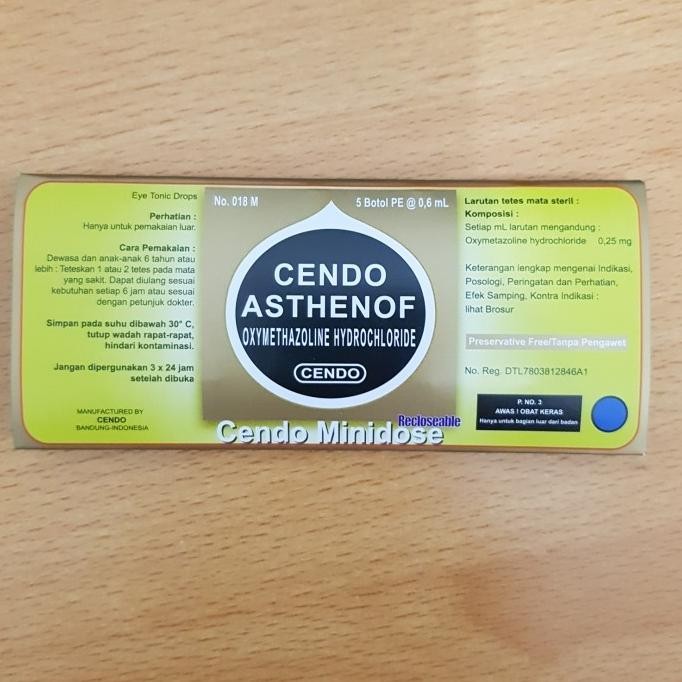 Eye Tonic Drops
Perhatian :
Hanya untuk pemakaian luar.
Cara Pemakaian :
Dewasa dan anak-anak 6 tahun atau
lebih : Teteskan 1 atau 2 tetes pada mata
yang sakit. Dapat diulang sesuai
kebutuhan setiap 6 jam atau sesuai
dengan petunjuk dokter.
Simpan pada suhu dibawah 30° C,
tutup wadah rapat-rapat,
hindari kontaminasi.
Jangan dipergunakan 3 x 24 jam
setelah dibuka
MANUFACTURED BY
CENDO
BANDUNG-INDONESIA
No. 018 M
5 Botol PE @ 0,6 mL
CENDO
ASTHENOF
OXYMETHAZOLINE HYDROCHLORIDE
CENDO
Recloseable
Cendo Minidose
Larutan tetes mata steril :
Komposisi :
Setiap mL larutan mengandung :
Oxymetazoline hydrochloride 0,25 mg
Keterangan lengkap mengenai Indikasi,
Posologi, Peringatan dan Perhatian,
Efek Samping, Kontra Indikasi :
lihat Brosur
Preservative Free/Tanpa Pengawet
No. Reg. DTL7803812846A1
P. NO. 3
AWAS ! OBAT KERAS
Hanya untuk bagian luar dari badan